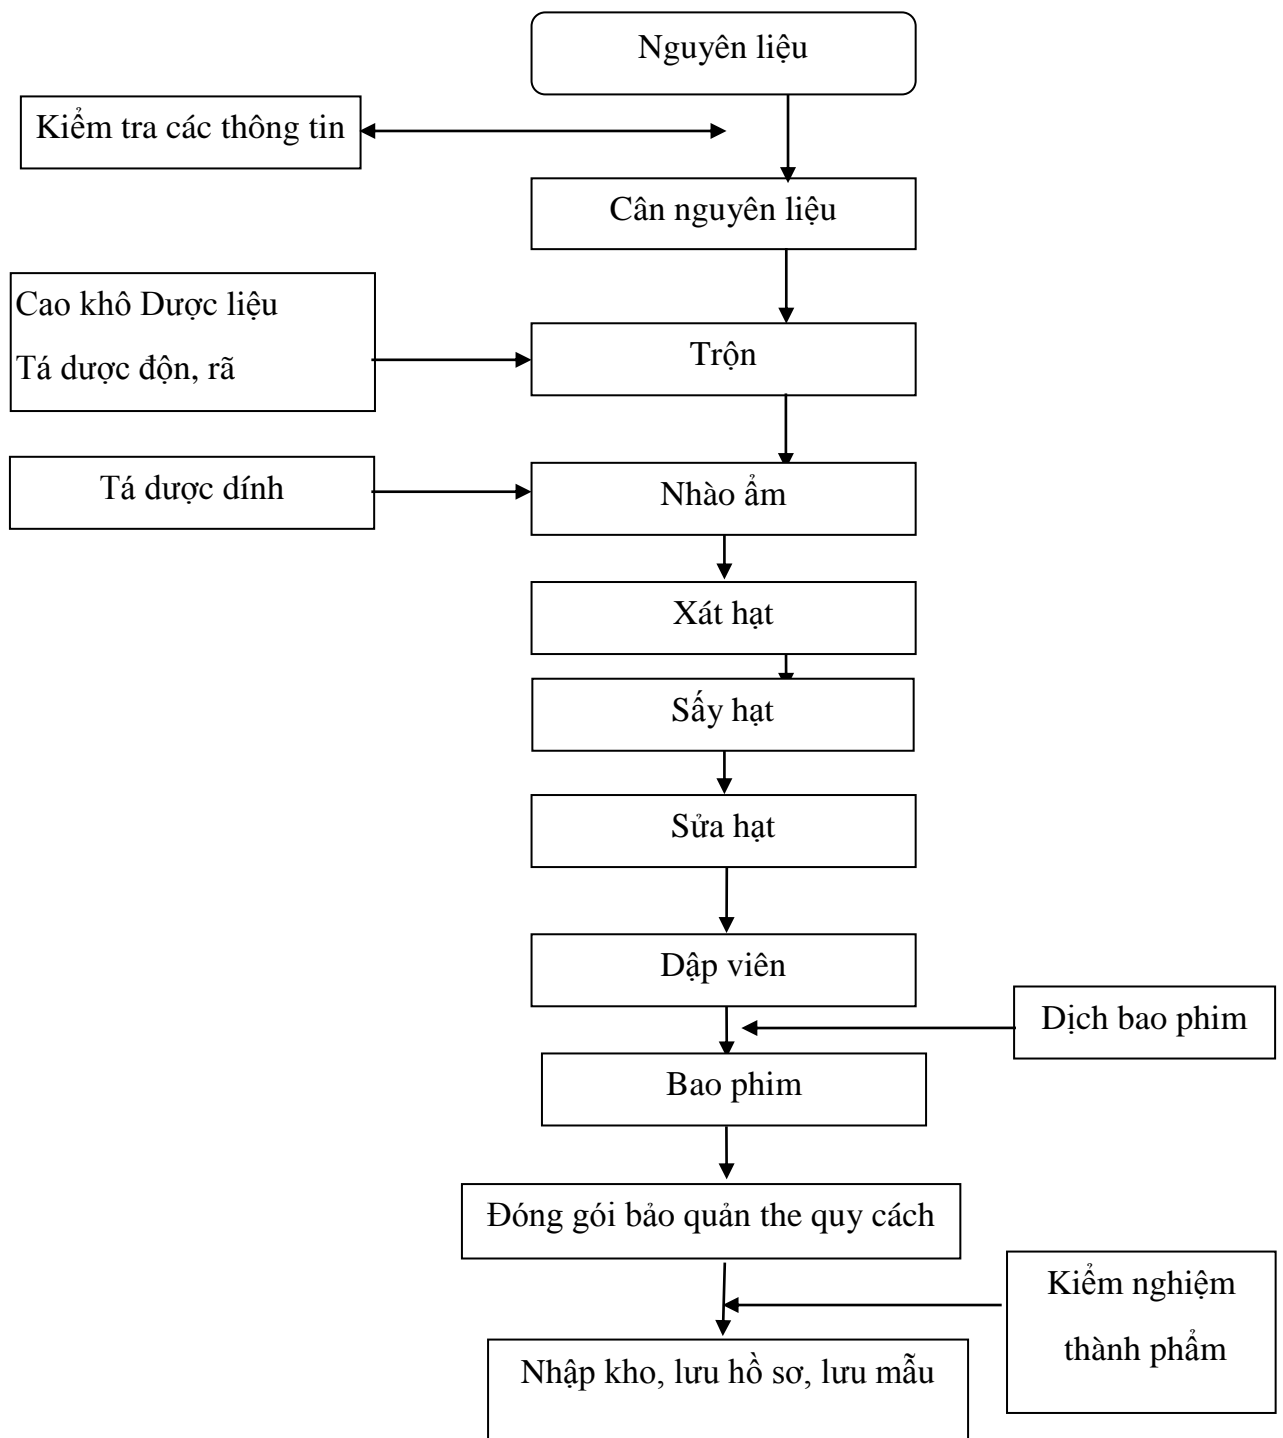 Nguyên liệu
Kiểm tra các thông tin
Cân nguyên liệu
Cao khô Dược liệu
Tá dược độn, rã
Trộn
Tá dược dính
Nhào ẩm
Xát hạt
Sấy hạt
Sửa hạt
Dập viên
Dịch bao phim
Bao phim
Đóng gói bảo quản the quy cách
Kiểm nghiệm
thành phẩm
Nhập kho, lưu hồ sơ, lưu mẫu